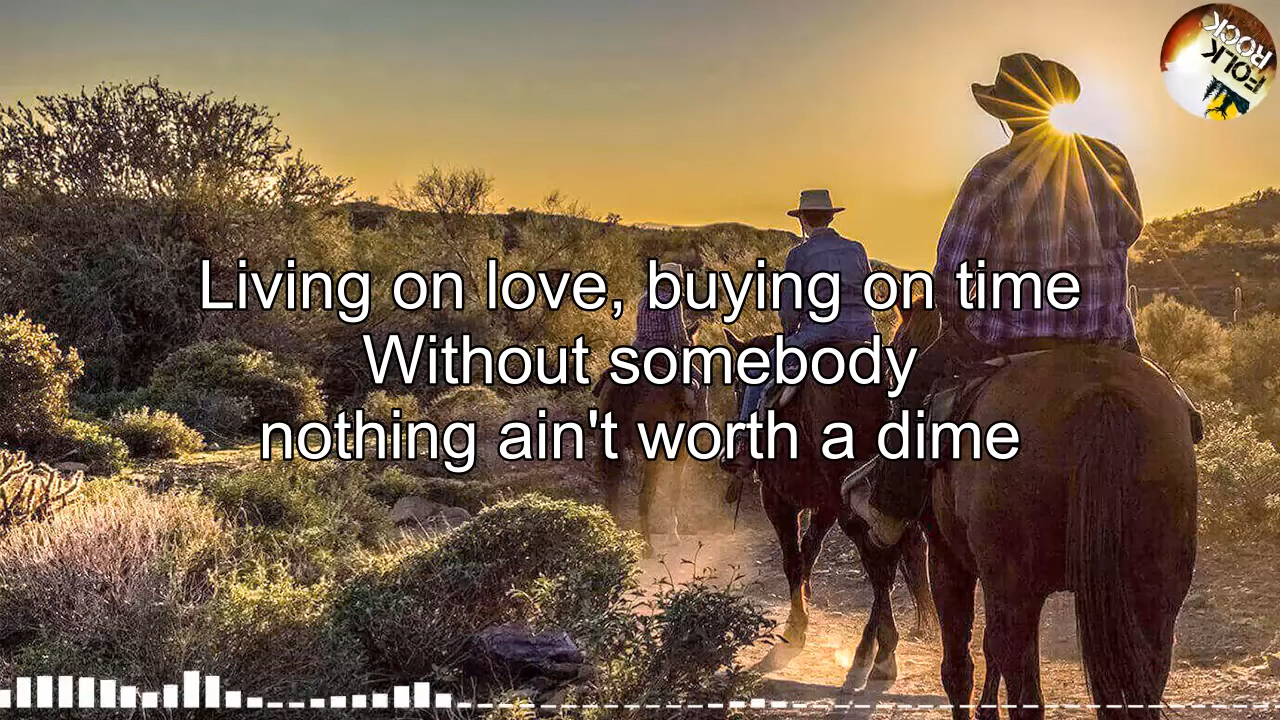 Living on love, buying on time
Without somebody
nothing ain't worth a dime
FOLK
ROCK